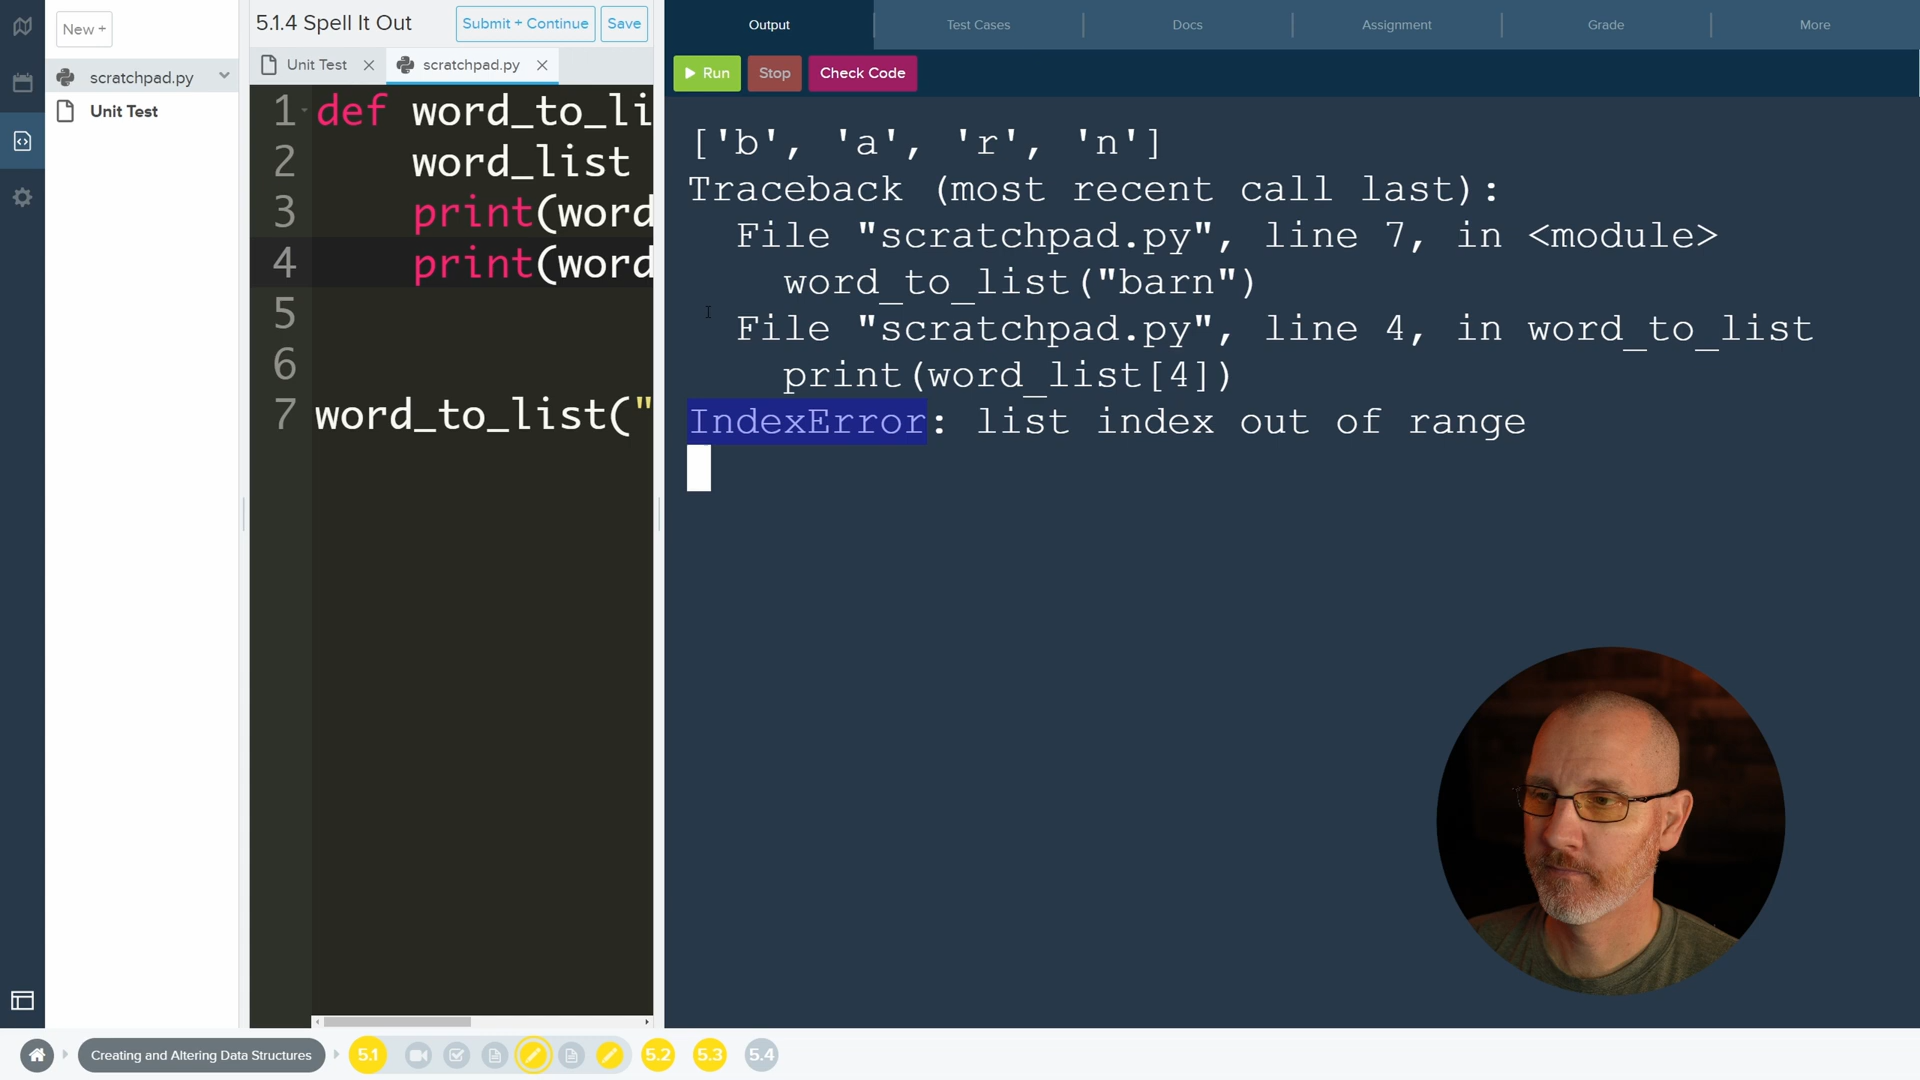 New +
5.1.4 Spell It Out
Submit + Continue
Save
Output
Test Cases
Docs
Assignment
Grade
More
scratchpad.py
Unit Test
Unit Test
scratchpad.py
Run
Stop
Check Code
1 def word_to_li
2 word_list
3 print(word
4 print(word
5
6
7 word_to_list("
['b', 'a', 'r', 'n']
Traceback (most recent call last):
File "scratchpad.py", line 7, in <module>
word_to_list("barn")
File "scratchpad.py", line 4, in word_to_list
print(word_list[4])
IndexError: list index out of range
Creating and Altering Data Structures
5.1
5.2
5.3
5.4